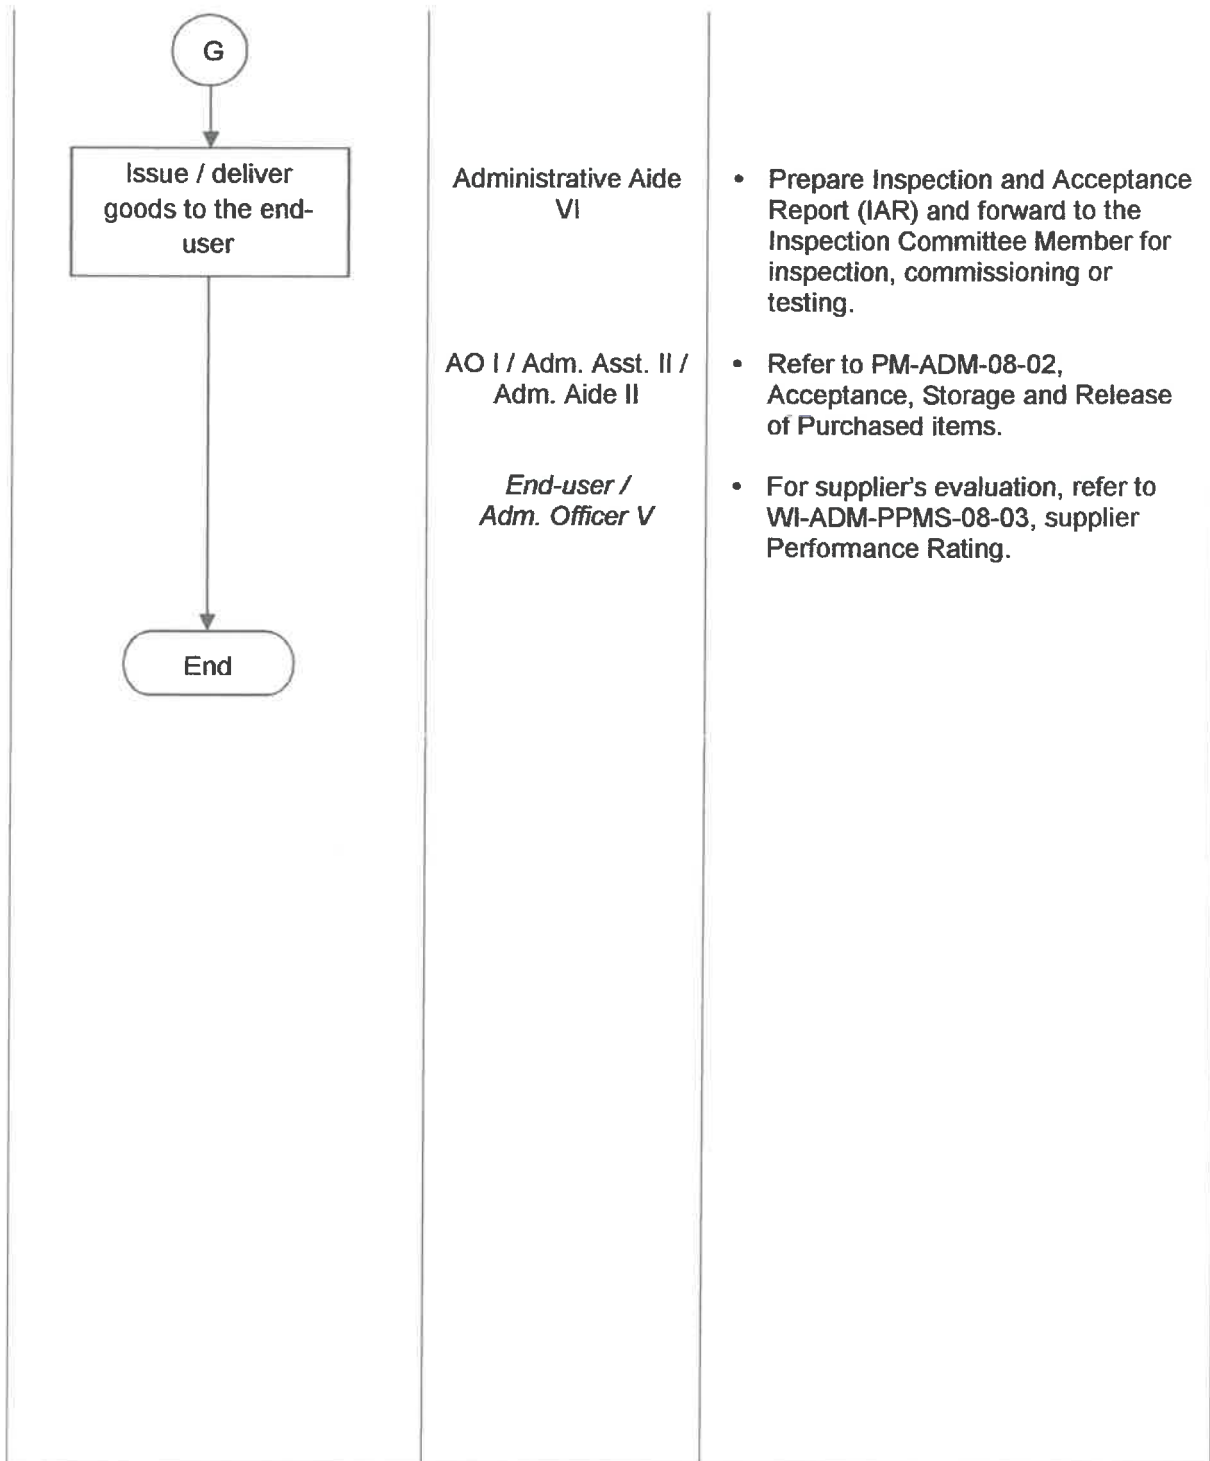 G
Issue / deliver
goods to the end-
user
Administrative Aide
VI
• Prepare Inspection and Acceptance
Report (IAR) and forward to the
Inspection Committee Member for
inspection, commissioning or
testing.
AO I / Adm. Asst. II /
Adm. Aide II
• Refer to PM-ADM-08-02,
Acceptance, Storage and Release
of Purchased items.
End-user /
Adm. Officer V
• For supplier's evaluation, refer to
WI-ADM-PPMS-08-03, supplier
Performance Rating.
End